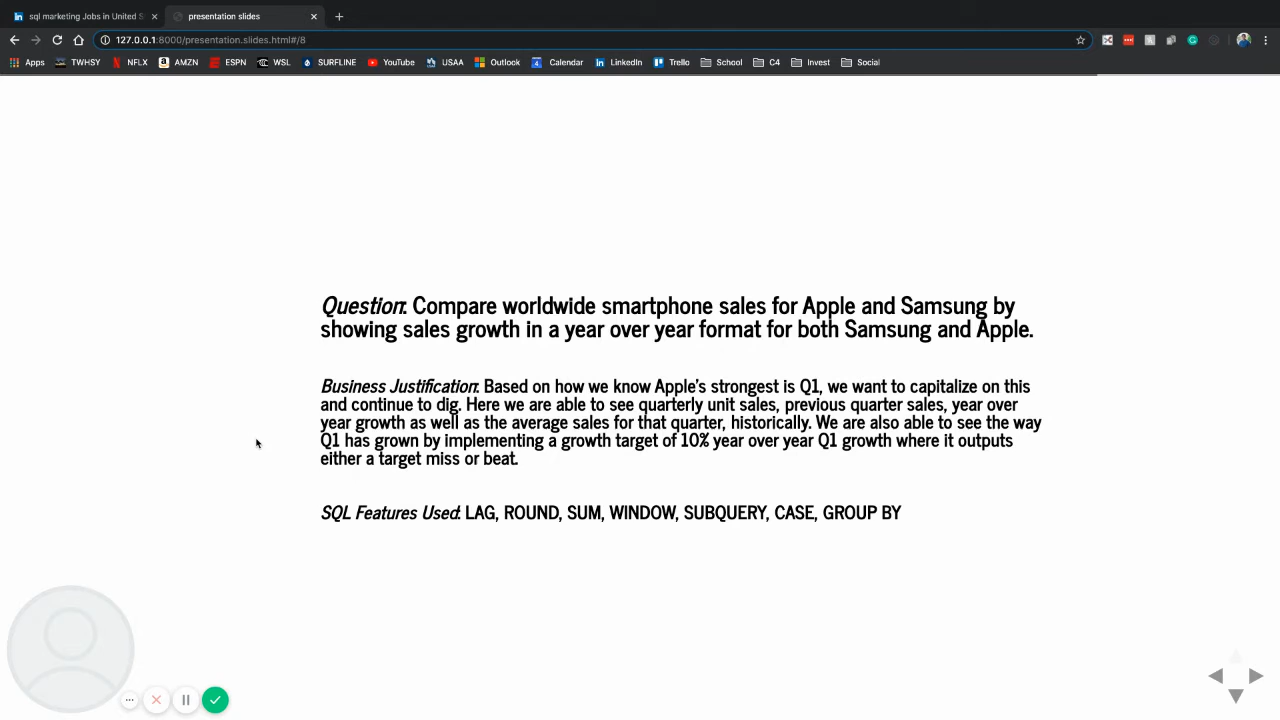 sql marketing Jobs in United S
presentation slides
127.0.0.1:8000/presentation.slides.html#/8
Apps TWHSY NFLX AMZN ESPN WSL SURFLINE YouTube USAA Outlook 4 Calendar LinkedIn Trello School C4 Invest Social
Question: Compare worldwide smartphone sales for Apple and Samsung by
showing sales growth in a year over year format for both Samsung and Apple.
Business Justification: Based on how we know Apple's strongest is Q1, we want to capitalize on this
and continue to dig. Here we are able to see quarterly unit sales, previous quarter sales, year over
year growth as well as the average sales for that quarter, historically. We are also able to see the way
Q1 has grown by implementing a growth target of 10% year over year Q1 growth where it outputs
either a target miss or beat.
SQL Features Used: LAG, ROUND, SUM, WINDOW, SUBQUERY, CASE, GROUP BY